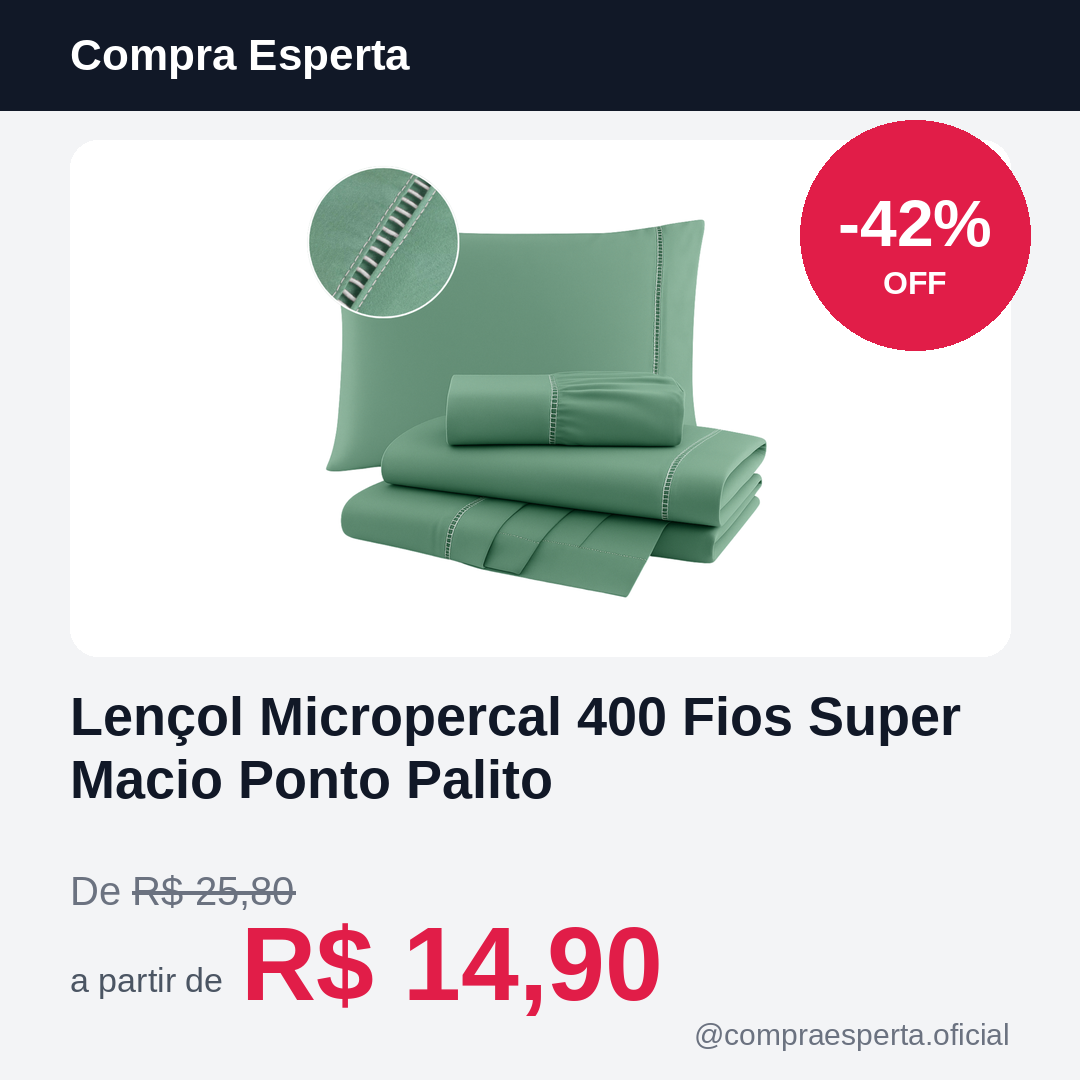 Compra Esperta
-42%
OFF
Lençol Micropercal 400 Fios Super
Macio Ponto Palito
De R$ 25,80
a partir de R$ 14,90
@compraesperta.oficial